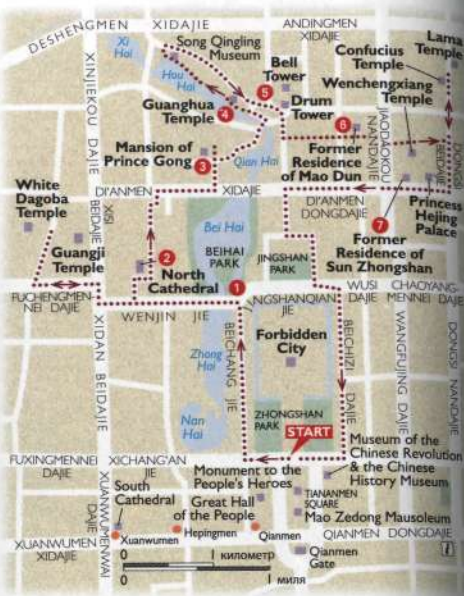 DESHENGMEN XIDAJIE
ANDINGMEN
XIDAJIE
Xi
Hai
Song Qingling
Museum
Hou
Hai
Bell
Tower
Confucius
Temple
Lama
Temple
Wenchengxiang
Temple
XINJIEKOU DAJIE
5
Guanghua
Temple
4
Drum
Tower
6
JIAODAOKOU
NANDAJIE
DONGSI
BEIDAJIE
Mansion of
Prince Gong
3
Qian Hai
Former
Residence
of Mao Dun
White
Dagoba
Temple
DI'ANMEN
XIDAJIE
DI'ANMEN
DONGDAJIE
Princess
Hejing
Palace
XISI
BEIDAJIE
Bei Hai
7
Former
Residence of
Sun Zhongshan
Guangji
Temple
2
North
Cathedral
BEIHAI
PARK
1
JINGSHAN
PARK
FUCHENGMEN-
NEI DAJIE
WENJIN JIE
NGSHANQIAN
JIE
WUSI
DAJIE
CHAOYANG-
MENNEI DAJIE
XIDAN BEIDAJIE
Zhong
Hai
BEICHANG JIE
Forbidden
City
BEICHIZI
DAJIE
WANGFUJING DAJIE
DONGSI
NANDAJIE
Nan
Hai
ZHONGSHAN
PARK
START
FUXINGMENNEI
DAJIE
XICHANG'AN
JIE
Museum of the
Chinese Revolution
& the Chinese
History Museum
Monument to the
People's Heroes
XUANWUMENWAI
DAJIE
South
Cathedral
Great Hall
of the People
TIANANMEN
SQUARE
Mao Zedong Mausoleum
Xuanwumen
Hepingmen
Qianmen
XUANWUMEN
XIDAJIE
QIANMEN DONGDAJIE
Qianmen
Gate
i
0
1 километр
0
1 миля